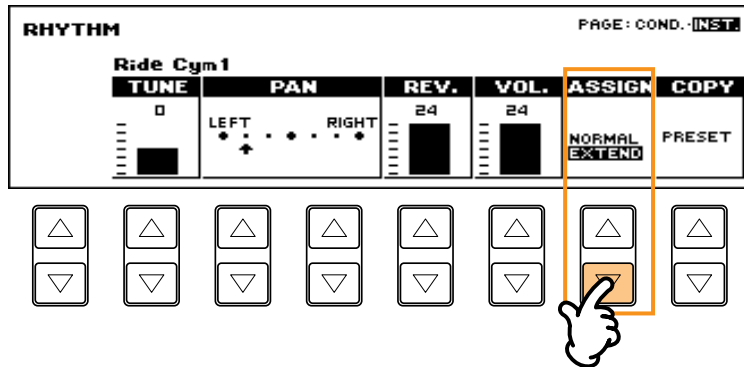 RHYTHM PAGE: COND.·INST.
Ride Cym1
TUNE PAN REV. VOL. ASSIGN COPY
0 24 24
LEFT RIGHT
NORMAL PRESET
EXTEND